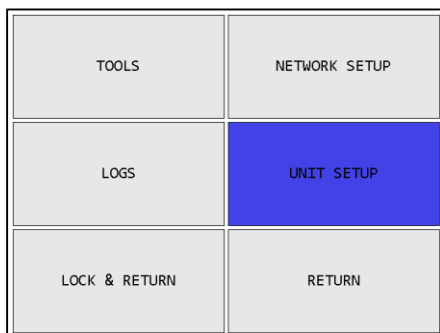 TOOLS
NETWORK SETUP
LOGS
UNIT SETUP
LOCK & RETURN
RETURN